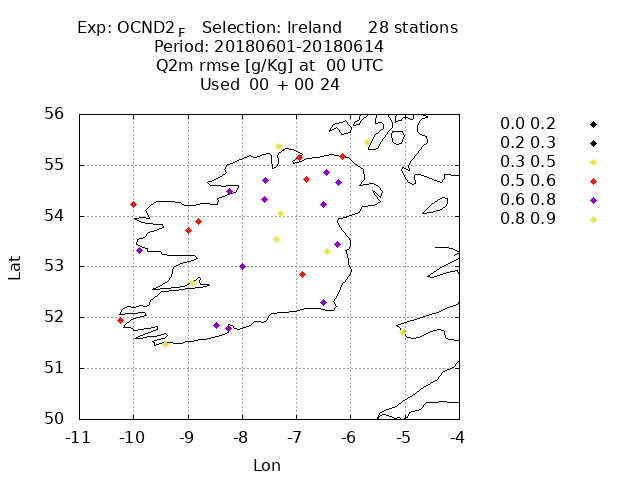 Exp: OCND2 F Selection: Ireland 28 stations
Period: 20180601-20180614
Q2m rmse [g/Kg] at 00 UTC
Used 00 + 00 24
56
55
54
53
52
51
50
-11 -10 -9 -8 -7 -6 -5 -4
Lat
Lon
0.0 0.2
0.2 0.3
0.3 0.5
0.5 0.6
0.6 0.8
0.8 0.9